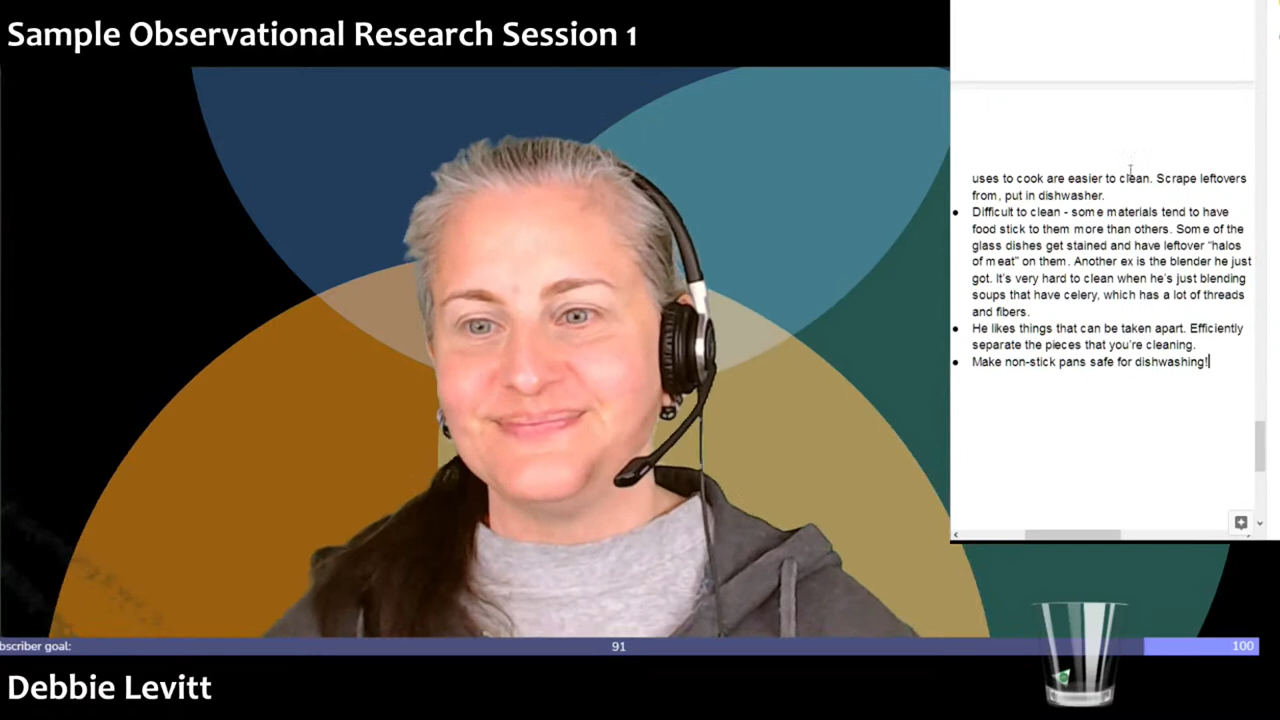 Sample Observational Research Session 1
uses to cook are easier to clean. Scrape leftovers
from, put in dishwasher.
● Difficult to clean - some materials tend to have
food stick to them more than others. Some of the
glass dishes get stained and have leftover “halos
of meat” on them. Another ex is the blender he just
got. It’s very hard to clean when he’s just blending
soups that have celery, which has a lot of threads
and fibers.
● He likes things that can be taken apart. Efficiently
separate the pieces that you’re cleaning.
● Make non-stick pans safe for dishwashing!
bscriber goal: 91 100
Debbie Levitt